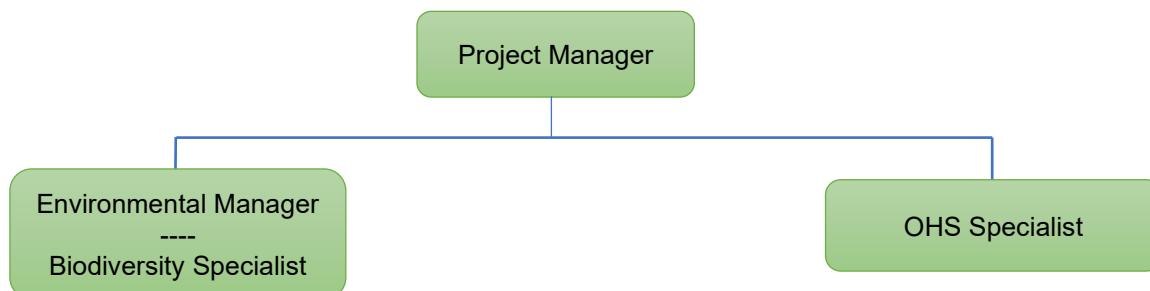 Project Manager
Environmental Manager
----
Biodiversity Specialist
OHS Specialist